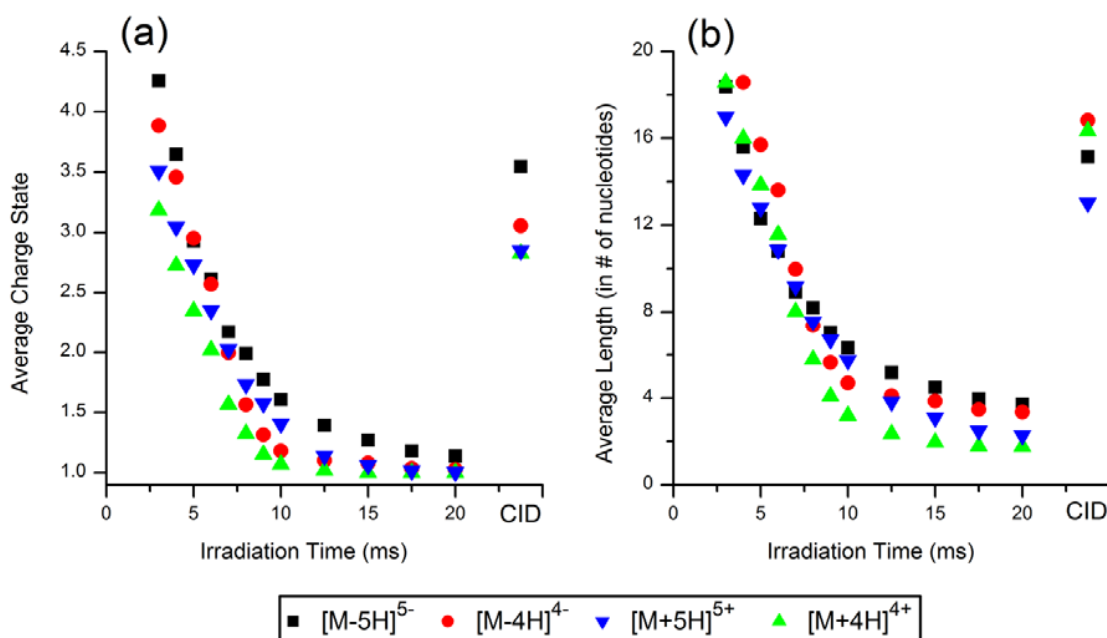 (a)
4.5
4.0
3.5
3.0
2.5
2.0
1.5
1.0
Average Charge State
0 5 10 15 20 CID
Irradiation Time (ms)
(b)
20
16
12
8
4
0
Average Length (in # of nucleotides)
0 5 10 15 20 CID
Irradiation Time (ms)
[M-5H]5- [M-4H]4- [M+5H]5+ [M+4H]4+